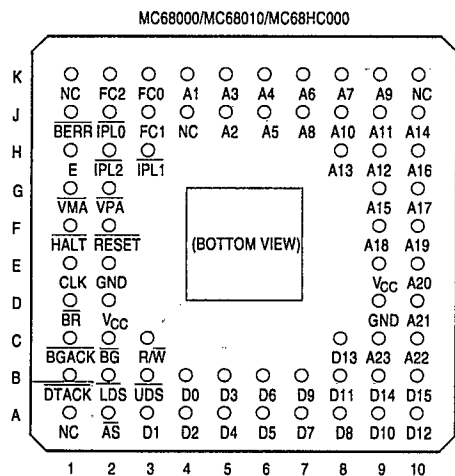 MC68000/MC68010/MC68HC000
K
NC FC2 FC0 A1 A3 A4 A6 A7 A9 NC
J
BERR IPL0 FC1 NC A2 A5 A8 A10 A11 A14
H
E IPL2 IPL1 A13 A12 A16
G
VMA VPA A15 A17
F
HALT RESET (BOTTOM VIEW) A18 A19
E
CLK GND VCC A20
D
BR VCC GND A21
C
BGACK BG R/W D13 A23 A22
B
DTACK LDS UDS D0 D3 D6 D9 D11 D14 D15
A
NC AS D1 D2 D4 D5 D7 D8 D10 D12
1 2 3 4 5 6 7 8 9 10